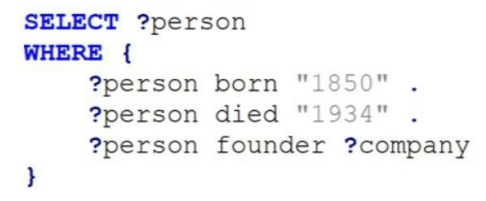 SELECT ?person
WHERE {
?person born "1850" .
?person died "1934" .
?person founder ?company
}